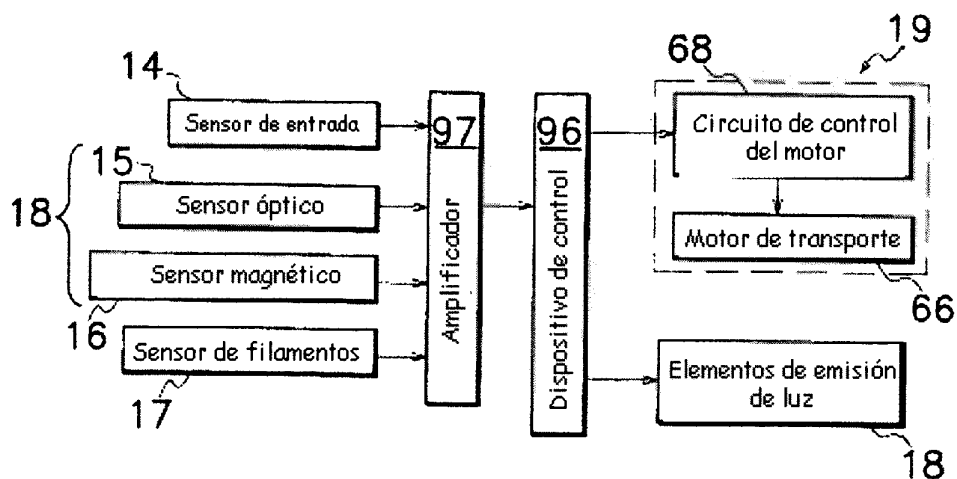 19
14
68
Sensor de entrada
97
Amplificador
96
Dispositivo de control
Circuito de control
del motor
15
18
Sensor óptico
Motor de transporte
Sensor magnético
16
66
Sensor de filamentos
17
Elementos de emisión
de luz
18